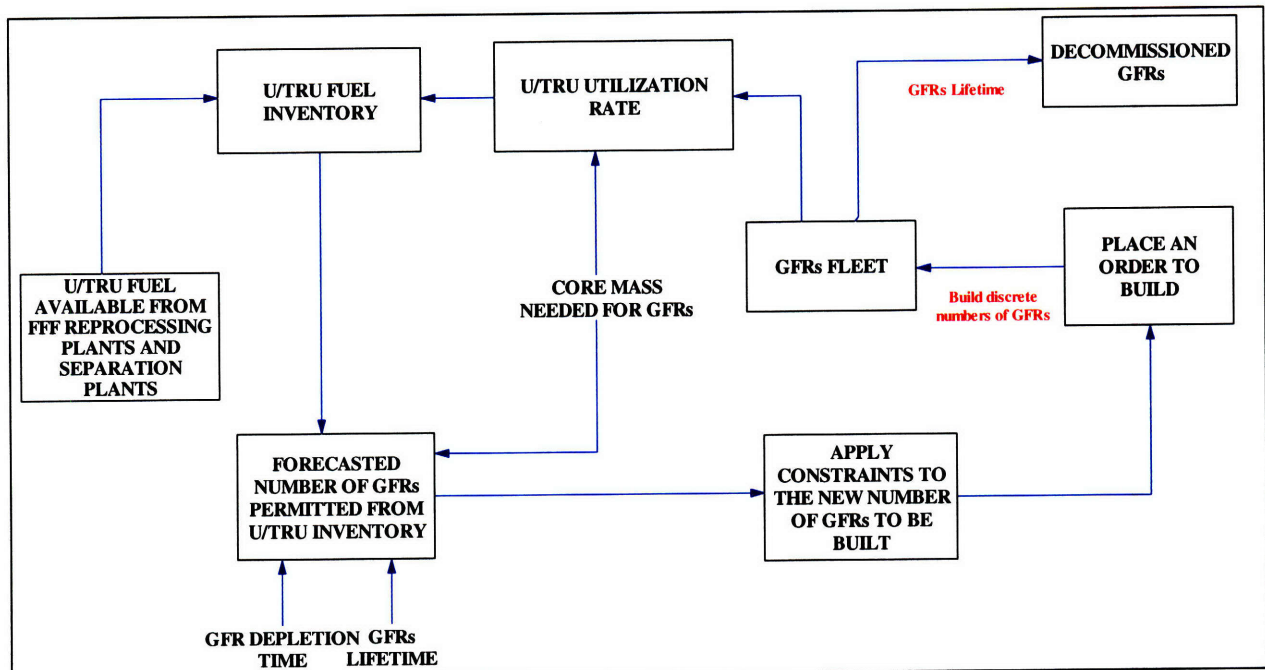 DECOMMISSIONED
GFRs
U/TRU FUEL
INVENTORY
U/TRU UTILIZATION
RATE
GFRs Lifetime
GFRs FLEET
PLACE AN
ORDER TO
BUILD
Build discrete
numbers of GFRs
U/TRU FUEL
AVAILABLE FROM
FFF REPROCESSING
PLANTS AND
SEPARATION
PLANTS
CORE MASS
NEEDED FOR GFRs
FORECASTED
NUMBER OF GFRs
PERMITTED FROM
U/TRU INVENTORY
APPLY
CONSTRAINTS TO
THE NEW NUMBER
OF GFRs TO BE
BUILT
GFR DEPLETION
TIME
GFRs
LIFETIME